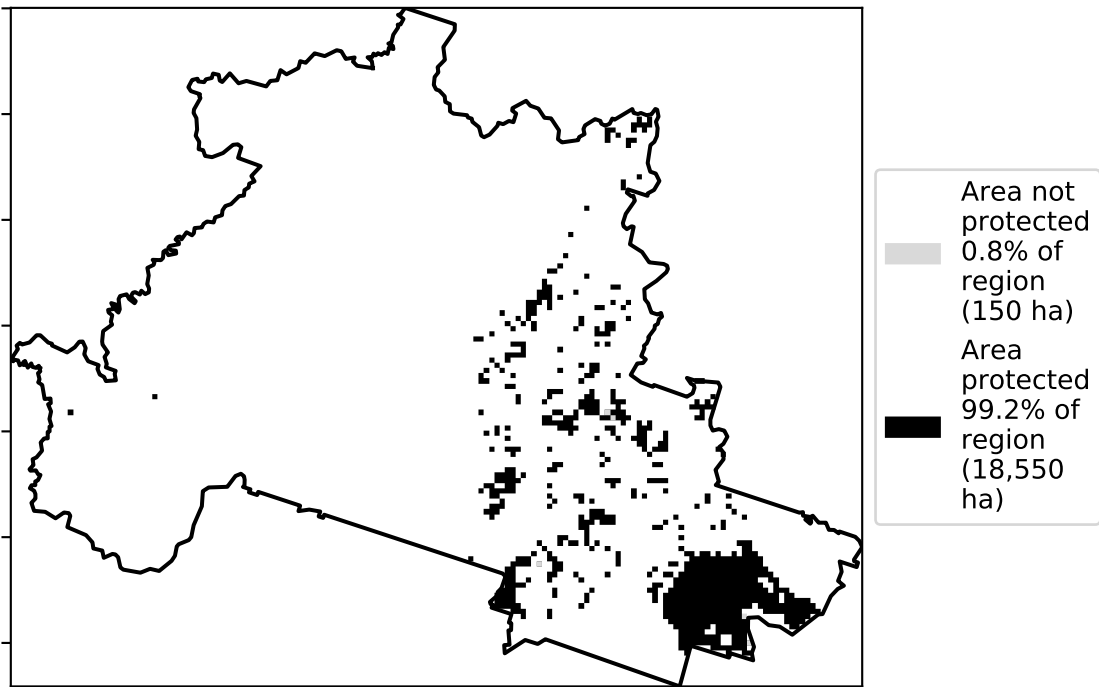 Area not
protected
0.8% of
region
(150 ha)
Area
protected
99.2% of
region
(18,550
ha)